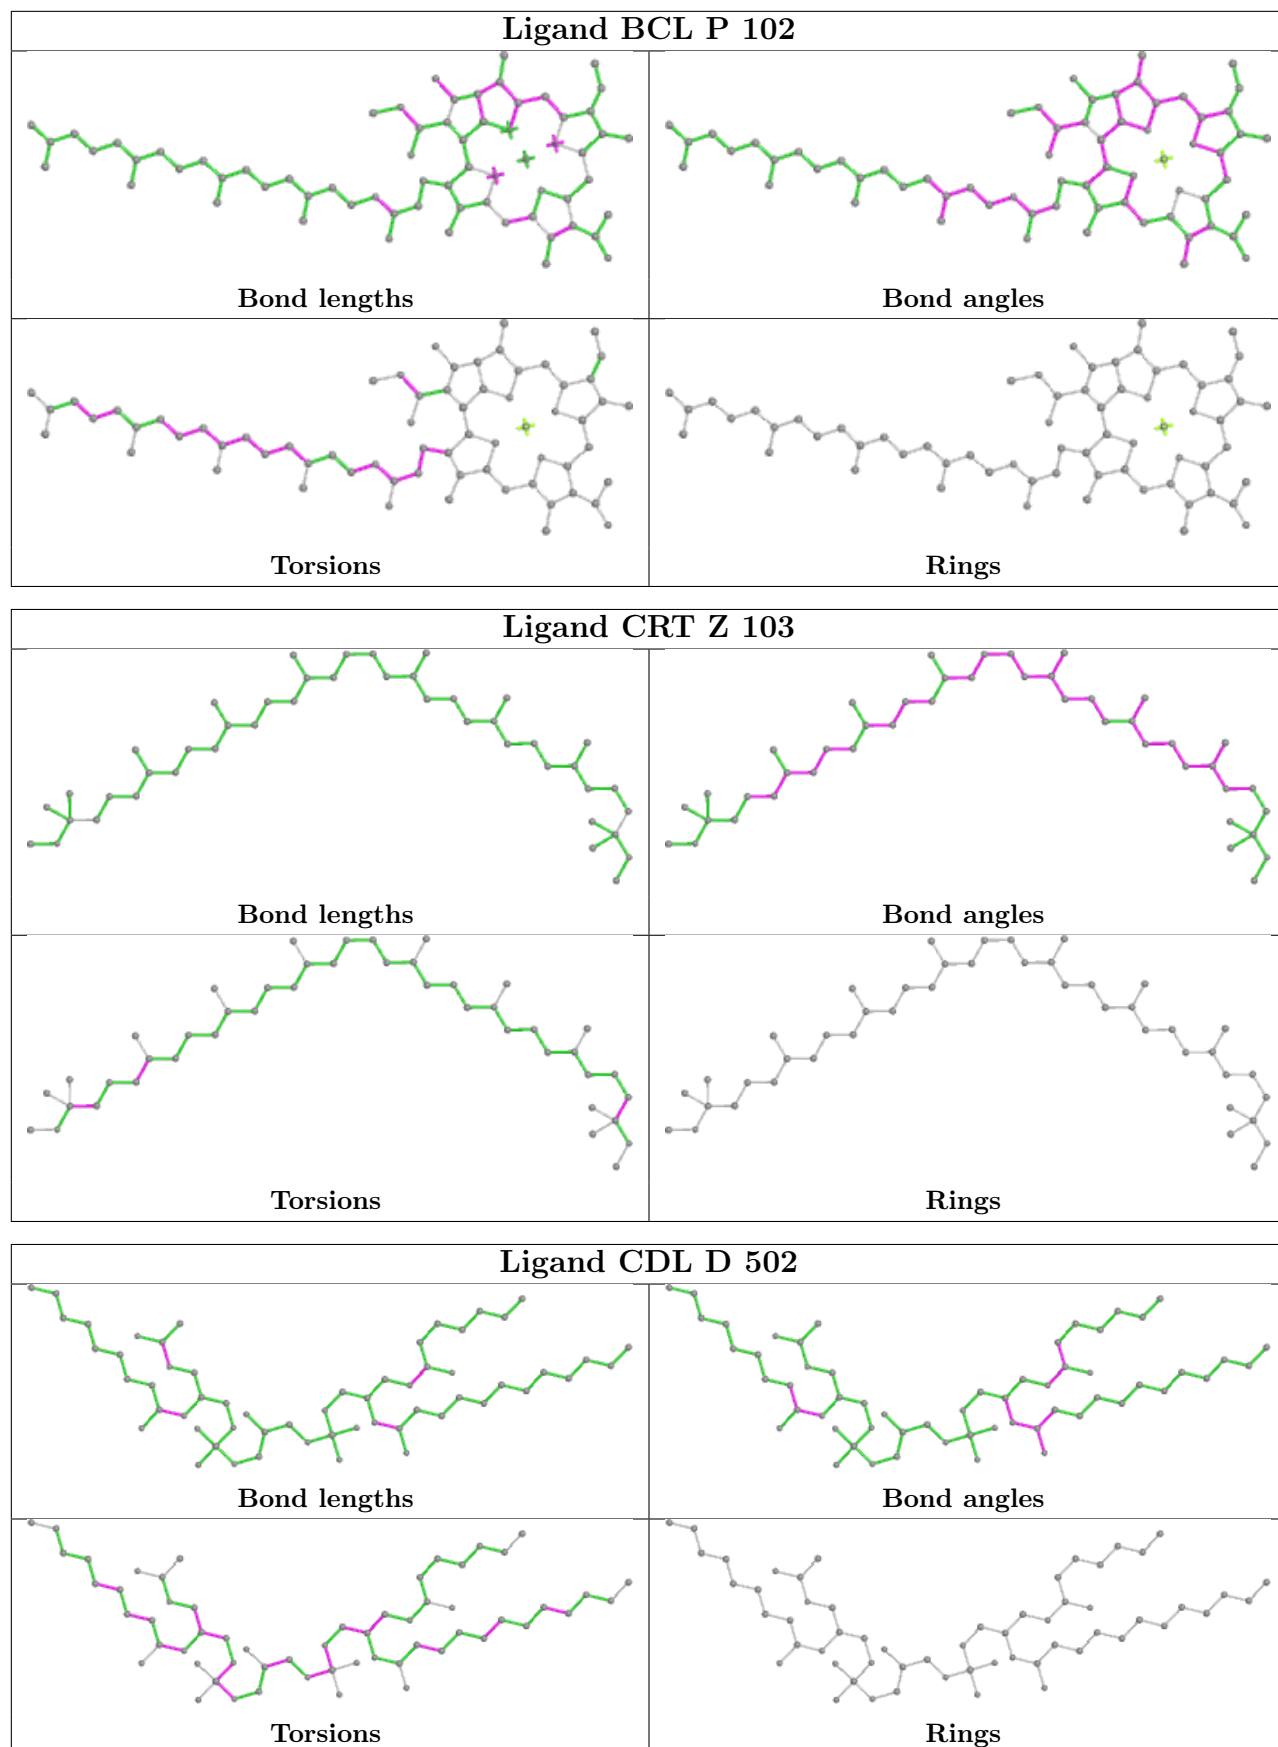 Ligand BCL P 102
Bond lengths
Bond angles
Torsions
Rings
Ligand CRT Z 103
Bond lengths
Bond angles
Torsions
Rings
Ligand CDL D 502
Bond lengths
Bond angles
Torsions
Rings